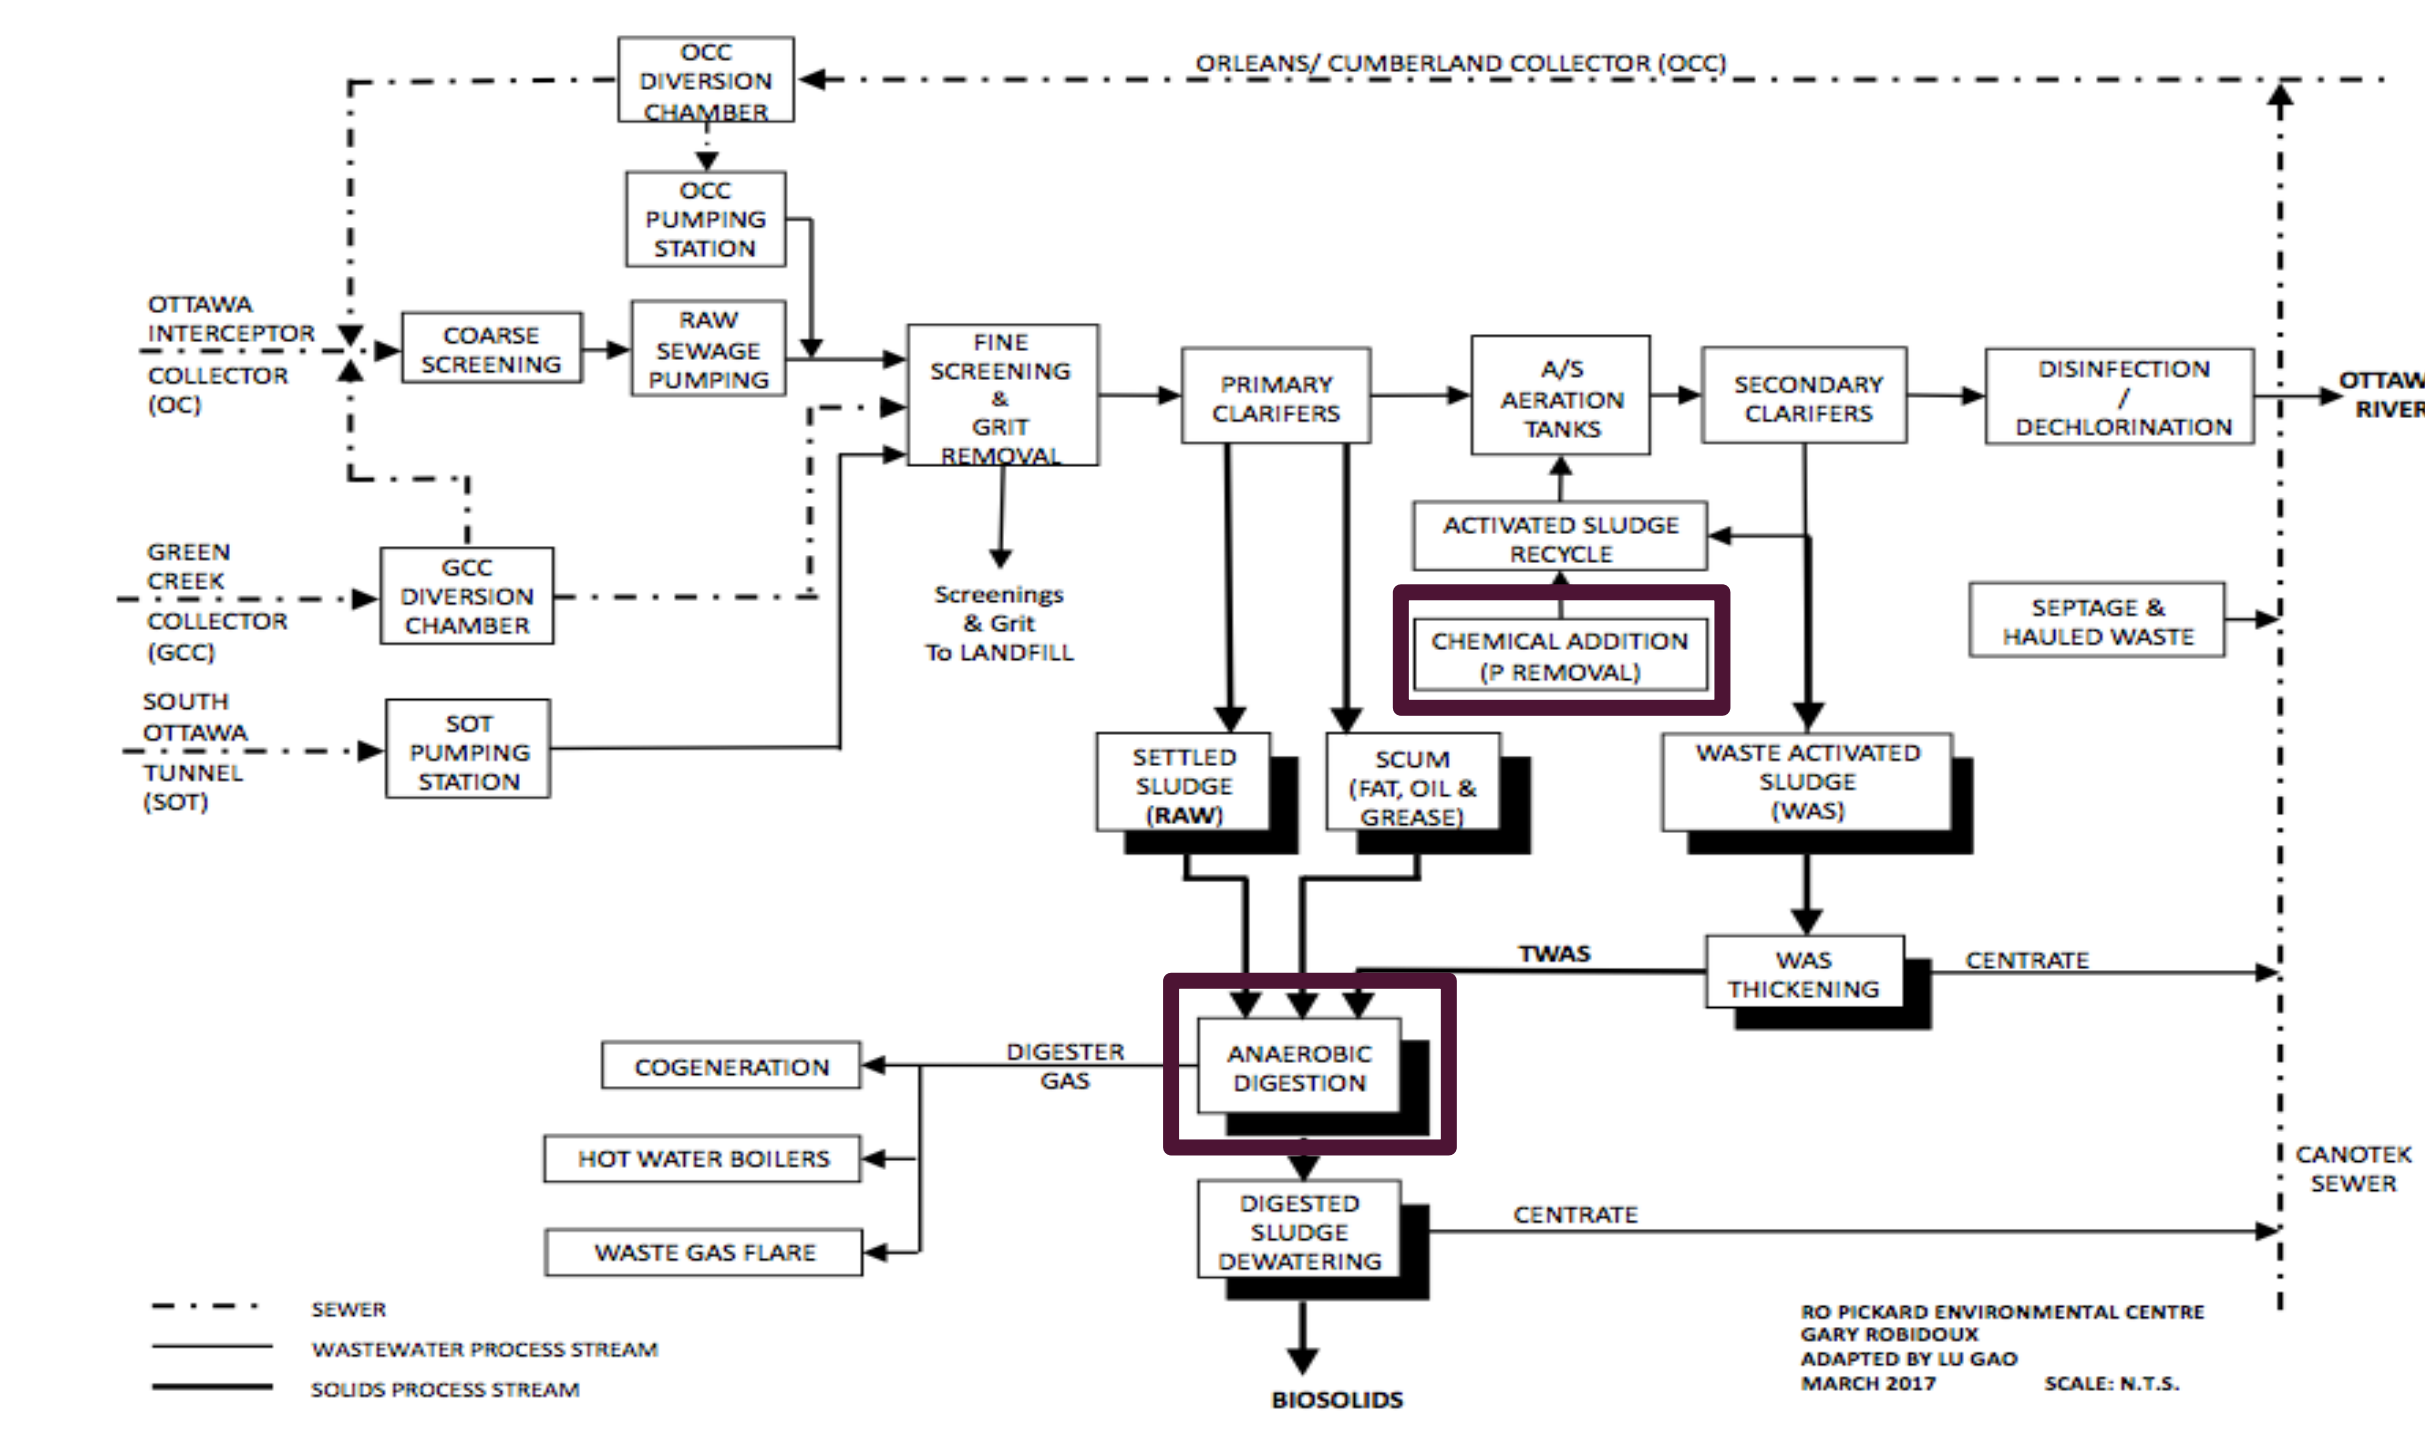 OCC
DIVERSION
CHAMBER
ORLEANS/ CUMBERLAND COLLECTOR (OCC)
OCC
PUMPING
STATION
OTTAWA
INTERCEPTOR
COLLECTOR
(OC)
COARSE
SCREENING
RAW
SEWAGE
PUMPING
FINE
SCREENING
&
GRIT
REMOVAL
PRIMARY
CLARIFERS
A/S
AERATION
TANKS
SECONDARY
CLARIFERS
DISINFECTION
/
DECHLORINATION
OTTAW
RIVER
GREEN
CREEK
COLLECTOR
(GCC)
GCC
DIVERSION
CHAMBER
Screenings
& Grit
To LANDFILL
ACTIVATED SLUDGE
RECYCLE
CHEMICAL ADDITION
(P REMOVAL)
SEPTAGE &
HAULED WASTE
SOUTH
OTTAWA
TUNNEL
(SOT)
SOT
PUMPING
STATION
SETTLED
SLUDGE
(RAW)
SCUM
(FAT, OIL &
GREASE)
WASTE ACTIVATED
SLUDGE
(WAS)
TWAS
WAS
THICKENING
CENTRATE
COGENERATION
DIGESTER
GAS
ANAEROBIC
DIGESTION
HOT WATER BOILERS
WASTE GAS FLARE
DIGESTED
SLUDGE
DEWATERING
CENTRATE
CANOTEK
SEWER
BIOSOLIDS
SEWER
WASTEWATER PROCESS STREAM
SOLIDS PROCESS STREAM
RO PICKARD ENVIRONMENTAL CENTRE
GARY ROBIDOUX
ADAPTED BY LU GAO
MARCH 2017 SCALE: N.T.S.